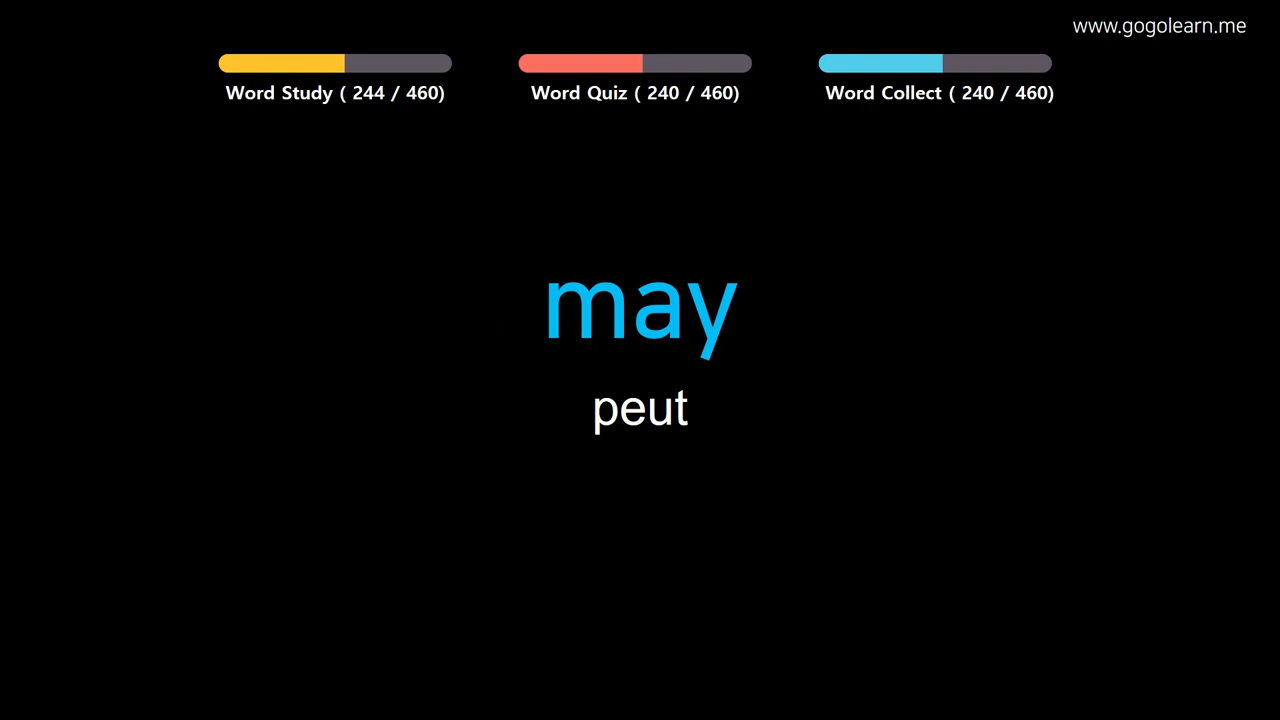 www.gogolearn.me
Word Study ( 244 / 460)
Word Quiz ( 240 / 460)
Word Collect ( 240 / 460)
may
peut